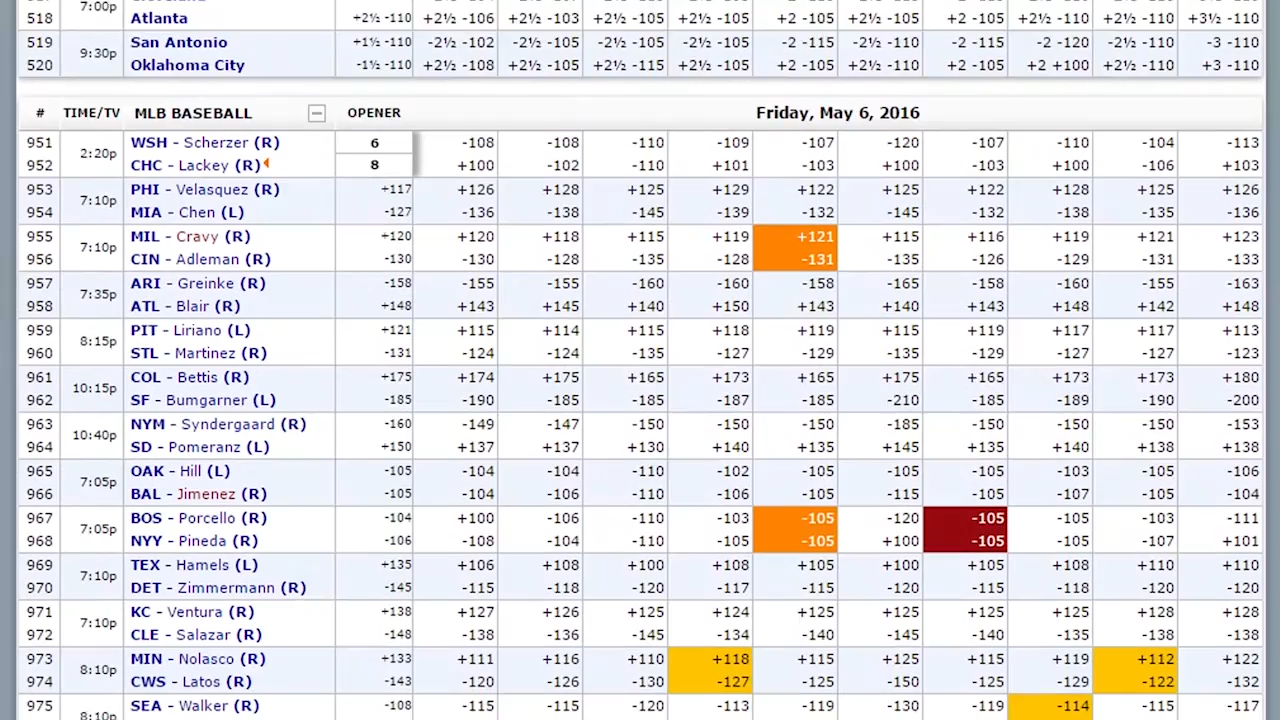 7:00p
518 Atlanta +2½ -110 +2½ -106 +2½ -103 +2½ -105 +2½ -105 +2 -105 +2½ -110 +2 -105 +2½ -110 +2½ -110 +3½ -110
519 San Antonio +1½ -110 -2½ -102 -2½ -105 -2½ -105 -2½ -105 -2 -115 -2½ -110 -2 -115 -2 -120 -2½ -110 -3 -110
9:30p
520 Oklahoma City -1½ -110 +2½ -108 +2½ -105 +2½ -115 +2½ -105 +2 -105 +2½ -110 +2 -105 +2 +100 +2½ -110 +3 -110
# TIME/TV MLB BASEBALL OPENER Friday, May 6, 2016
951 WSH - Scherzer (R) 6 -108 -108 -110 -109 -107 -120 -107 -110 -104 -113
2:20p
952 CHC - Lackey (R) 8 +100 -102 -110 +101 -103 +100 -103 +100 -106 +103
953 PHI - Velasquez (R) +117 +126 +128 +125 +129 +122 +125 +122 +128 +125 +126
7:10p
954 MIA - Chen (L) -127 -136 -138 -145 -139 -132 -145 -132 -138 -135 -136
955 MIL - Cravy (R) +120 +120 +118 +115 +119 +121 +115 +116 +119 +121 +123
7:10p
956 CIN - Adleman (R) -130 -130 -128 -135 -128 -131 -135 -126 -129 -131 -133
957 ARI - Greinke (R) -158 -155 -155 -160 -160 -158 -165 -158 -160 -155 -163
7:35p
958 ATL - Blair (R) +148 +143 +145 +140 +150 +143 +140 +143 +148 +142 +148
959 PIT - Liriano (L) +121 +115 +114 +115 +118 +119 +115 +119 +117 +117 +113
8:15p
960 STL - Martinez (R) -131 -124 -124 -135 -127 -129 -135 -129 -127 -127 -123
961 COL - Bettis (R) +175 +174 +175 +165 +173 +165 +175 +165 +173 +173 +180
10:15p
962 SF - Bumgarner (L) -185 -190 -185 -185 -187 -185 -210 -185 -189 -190 -200
963 NYM - Syndergaard (R) -160 -149 -147 -150 -150 -150 -185 -150 -150 -150 -153
10:40p
964 SD - Pomeranz (L) +150 +137 +137 +130 +140 +135 +145 +135 +140 +138 +138
965 OAK - Hill (L) -105 -104 -104 -110 -102 -105 -105 -105 -103 -105 -106
7:05p
966 BAL - Jimenez (R) -105 -104 -106 -110 -106 -105 -115 -105 -107 -105 -104
967 BOS - Porcello (R) -104 +100 -106 -110 -103 -105 -120 -105 -105 -103 -111
7:05p
968 NYY - Pineda (R) -106 -108 -104 -110 -105 -105 +100 -105 -105 -107 +101
969 TEX - Hamels (L) +135 +106 +108 +100 +108 +105 +100 +105 +108 +110 +110
7:10p
970 DET - Zimmermann (R) -145 -115 -118 -120 -117 -115 -120 -115 -118 -120 -120
971 KC - Ventura (R) +138 +127 +126 +125 +124 +125 +125 +125 +125 +128 +128
7:10p
972 CLE - Salazar (R) -148 -138 -136 -145 -134 -140 -145 -140 -135 -138 -138
973 MIN - Nolasco (R) +133 +111 +116 +110 +118 +115 +125 +115 +119 +112 +122
8:10p
974 CWS - Latos (R) -143 -120 -126 -130 -127 -125 -150 -125 -129 -122 -132
975 SEA - Walker (R) -108 -115 -115 -120 -113 -119 -130 -119 -114 -115 -117
8:10p